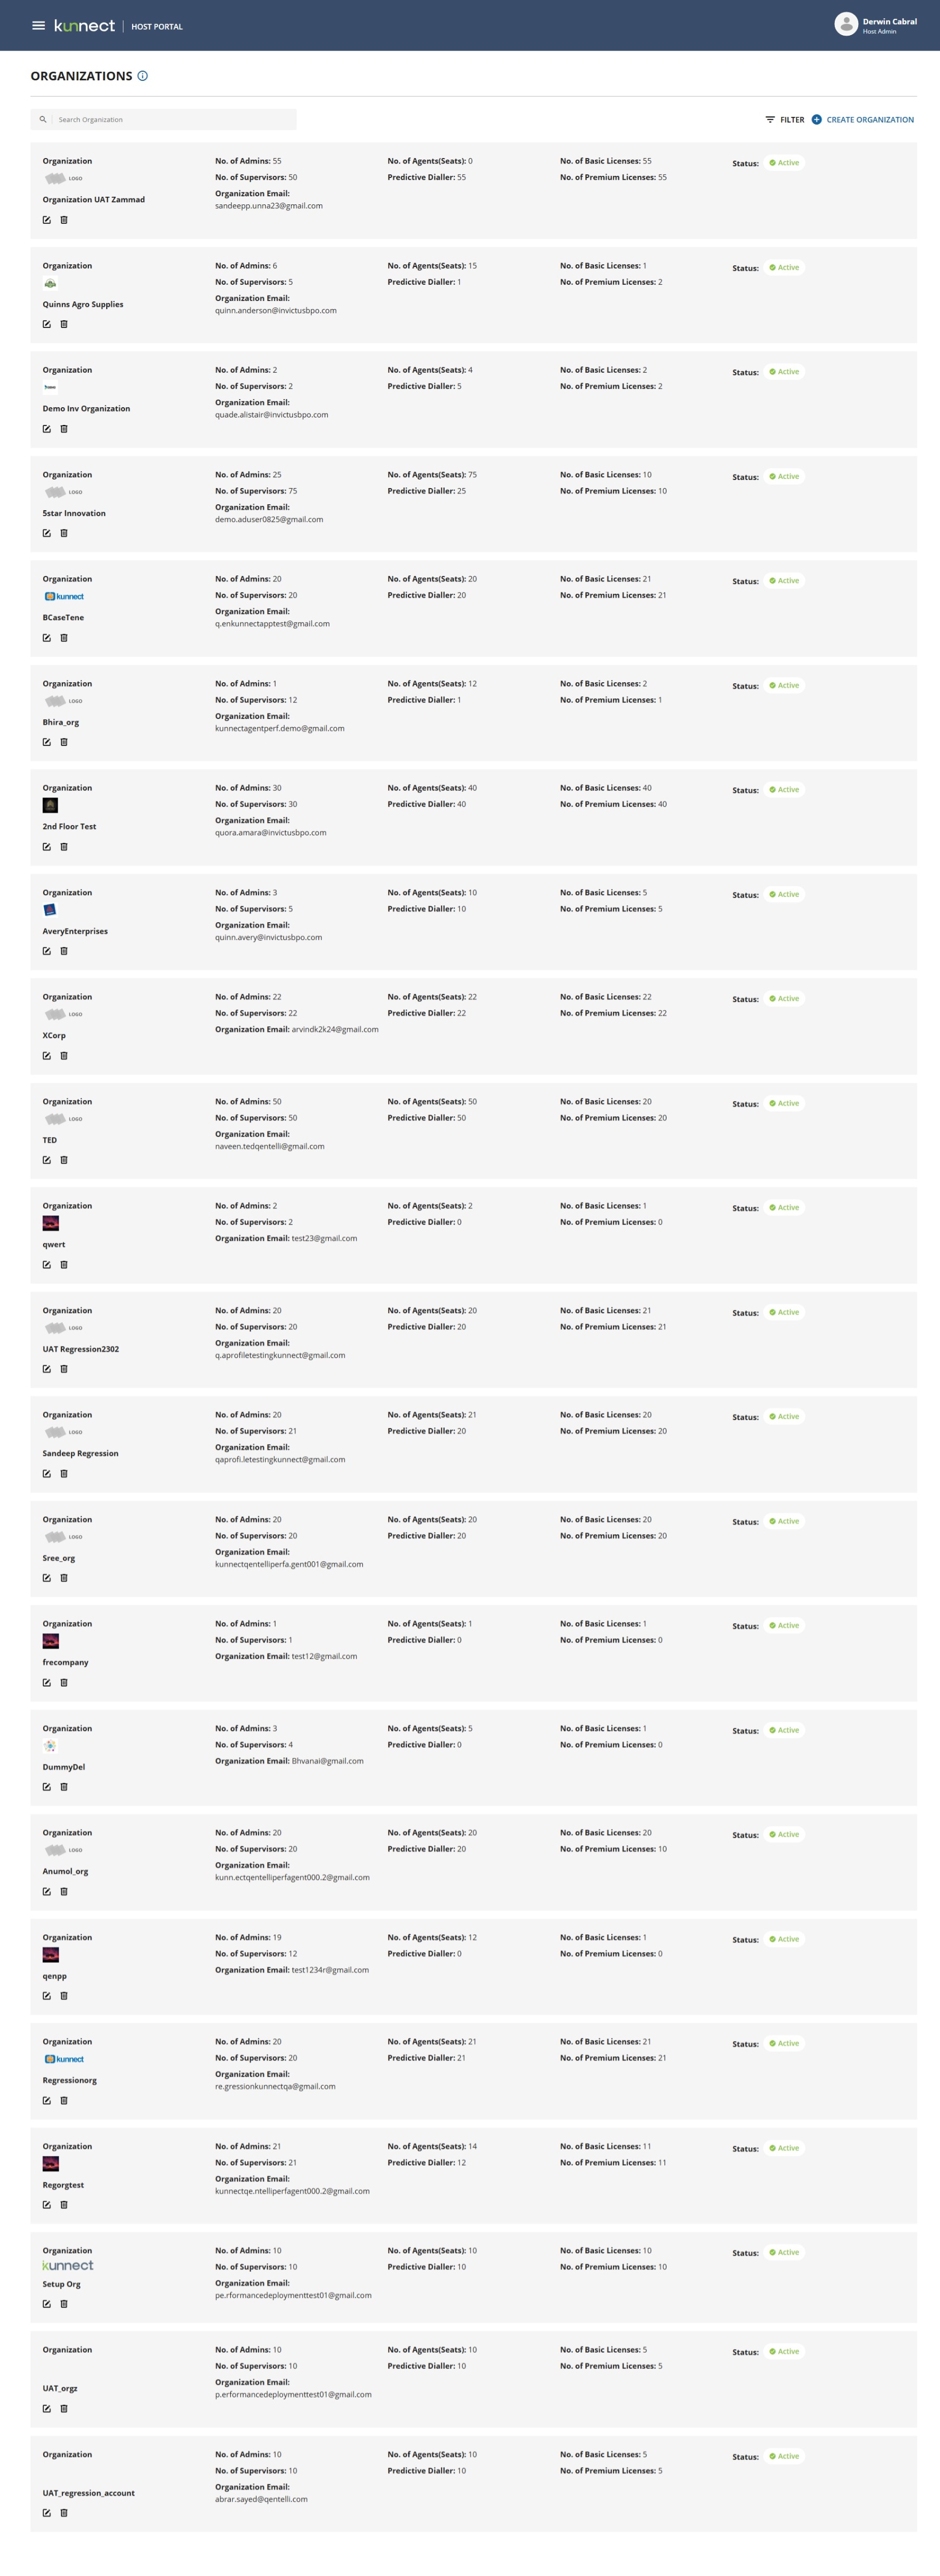 kunnect | HOST PORTAL
Derwin Cabral
Host Admin
ORGANIZATIONS
Search Organization
FILTER
CREATE ORGANIZATION
Organization
LOGO
Organization UAT Zammad
No. of Admins: 55
No. of Supervisors: 50
Organization Email:
sandeepp.unna23@gmail.com
No. of Agents(Seats): 0
Predictive Dialler: 55
No. of Basic Licenses: 55
No. of Premium Licenses: 55
Status: Active
Organization
Quinns Agro Supplies
No. of Admins: 6
No. of Supervisors: 5
Organization Email:
quinn.anderson@invictusbpo.com
No. of Agents(Seats): 15
Predictive Dialler: 1
No. of Basic Licenses: 1
No. of Premium Licenses: 2
Status: Active
Organization
Demo Inv Organization
No. of Admins: 2
No. of Supervisors: 2
Organization Email:
quade.alistair@invictusbpo.com
No. of Agents(Seats): 4
Predictive Dialler: 5
No. of Basic Licenses: 2
No. of Premium Licenses: 2
Status: Active
Organization
LOGO
5star Innovation
No. of Admins: 25
No. of Supervisors: 75
Organization Email:
demo.aduser0825@gmail.com
No. of Agents(Seats): 75
Predictive Dialler: 25
No. of Basic Licenses: 10
No. of Premium Licenses: 10
Status: Active
Organization
kunnect
BCaseTene
No. of Admins: 20
No. of Supervisors: 20
Organization Email:
q.enkunnectapptest@gmail.com
No. of Agents(Seats): 20
Predictive Dialler: 20
No. of Basic Licenses: 21
No. of Premium Licenses: 21
Status: Active
Organization
LOGO
Bhira_org
No. of Admins: 1
No. of Supervisors: 12
Organization Email:
kunnectagentperf.demo@gmail.com
No. of Agents(Seats): 12
Predictive Dialler: 1
No. of Basic Licenses: 2
No. of Premium Licenses: 1
Status: Active
Organization
2nd Floor Test
No. of Admins: 30
No. of Supervisors: 30
Organization Email:
quora.amara@invictusbpo.com
No. of Agents(Seats): 40
Predictive Dialler: 40
No. of Basic Licenses: 40
No. of Premium Licenses: 40
Status: Active
Organization
AveryEnterprises
No. of Admins: 3
No. of Supervisors: 5
Organization Email:
quinn.avery@invictusbpo.com
No. of Agents(Seats): 10
Predictive Dialler: 10
No. of Basic Licenses: 5
No. of Premium Licenses: 5
Status: Active
Organization
LOGO
XCorp
No. of Admins: 22
No. of Supervisors: 22
Organization Email: arvindk2k24@gmail.com
No. of Agents(Seats): 22
Predictive Dialler: 22
No. of Basic Licenses: 22
No. of Premium Licenses: 22
Status: Active
Organization
LOGO
TED
No. of Admins: 50
No. of Supervisors: 50
Organization Email:
naveen.tedqentelli@gmail.com
No. of Agents(Seats): 50
Predictive Dialler: 50
No. of Basic Licenses: 20
No. of Premium Licenses: 20
Status: Active
Organization
qwert
No. of Admins: 2
No. of Supervisors: 2
Organization Email: test23@gmail.com
No. of Agents(Seats): 2
Predictive Dialler: 0
No. of Basic Licenses: 1
No. of Premium Licenses: 0
Status: Active
Organization
LOGO
UAT Regression2302
No. of Admins: 20
No. of Supervisors: 20
Organization Email:
q.aprofiletestingkunnect@gmail.com
No. of Agents(Seats): 20
Predictive Dialler: 20
No. of Basic Licenses: 21
No. of Premium Licenses: 21
Status: Active
Organization
LOGO
Sandeep Regression
No. of Admins: 20
No. of Supervisors: 21
Organization Email:
qaprofi.letestingkunnect@gmail.com
No. of Agents(Seats): 21
Predictive Dialler: 20
No. of Basic Licenses: 20
No. of Premium Licenses: 20
Status: Active
Organization
LOGO
Sree_org
No. of Admins: 20
No. of Supervisors: 20
Organization Email:
kunnectqentelliperfa.gent001@gmail.com
No. of Agents(Seats): 20
Predictive Dialler: 20
No. of Basic Licenses: 20
No. of Premium Licenses: 20
Status: Active
Organization
frecompany
No. of Admins: 1
No. of Supervisors: 1
Organization Email: test12@gmail.com
No. of Agents(Seats): 1
Predictive Dialler: 0
No. of Basic Licenses: 1
No. of Premium Licenses: 0
Status: Active
Organization
DummyDel
No. of Admins: 3
No. of Supervisors: 4
Organization Email: Bhvanai@gmail.com
No. of Agents(Seats): 5
Predictive Dialler: 0
No. of Basic Licenses: 1
No. of Premium Licenses: 0
Status: Active
Organization
LOGO
Anumol_org
No. of Admins: 20
No. of Supervisors: 20
Organization Email:
kunn.ectqentelliperfagent000.2@gmail.com
No. of Agents(Seats): 20
Predictive Dialler: 20
No. of Basic Licenses: 20
No. of Premium Licenses: 10
Status: Active
Organization
qenpp
No. of Admins: 19
No. of Supervisors: 12
Organization Email: test1234r@gmail.com
No. of Agents(Seats): 12
Predictive Dialler: 0
No. of Basic Licenses: 1
No. of Premium Licenses: 0
Status: Active
Organization
kunnect
Regressionorg
No. of Admins: 20
No. of Supervisors: 20
Organization Email:
re.gressionkunnectqa@gmail.com
No. of Agents(Seats): 21
Predictive Dialler: 21
No. of Basic Licenses: 21
No. of Premium Licenses: 21
Status: Active
Organization
Regorgtest
No. of Admins: 21
No. of Supervisors: 21
Organization Email:
kunnectqe.ntelliperfagent000.2@gmail.com
No. of Agents(Seats): 14
Predictive Dialler: 12
No. of Basic Licenses: 11
No. of Premium Licenses: 11
Status: Active
Organization
kunnect
Setup Org
No. of Admins: 10
No. of Supervisors: 10
Organization Email:
pe.rformancedeploymenttest01@gmail.com
No. of Agents(Seats): 10
Predictive Dialler: 10
No. of Basic Licenses: 10
No. of Premium Licenses: 10
Status: Active
Organization
UAT_orgz
No. of Admins: 10
No. of Supervisors: 10
Organization Email:
p.erformancedeploymenttest01@gmail.com
No. of Agents(Seats): 10
Predictive Dialler: 10
No. of Basic Licenses: 5
No. of Premium Licenses: 5
Status: Active
Organization
UAT_regression_account
No. of Admins: 10
No. of Supervisors: 10
Organization Email:
abrar.sayed@qentelli.com
No. of Agents(Seats): 10
Predictive Dialler: 10
No. of Basic Licenses: 5
No. of Premium Licenses: 5
Status: Active